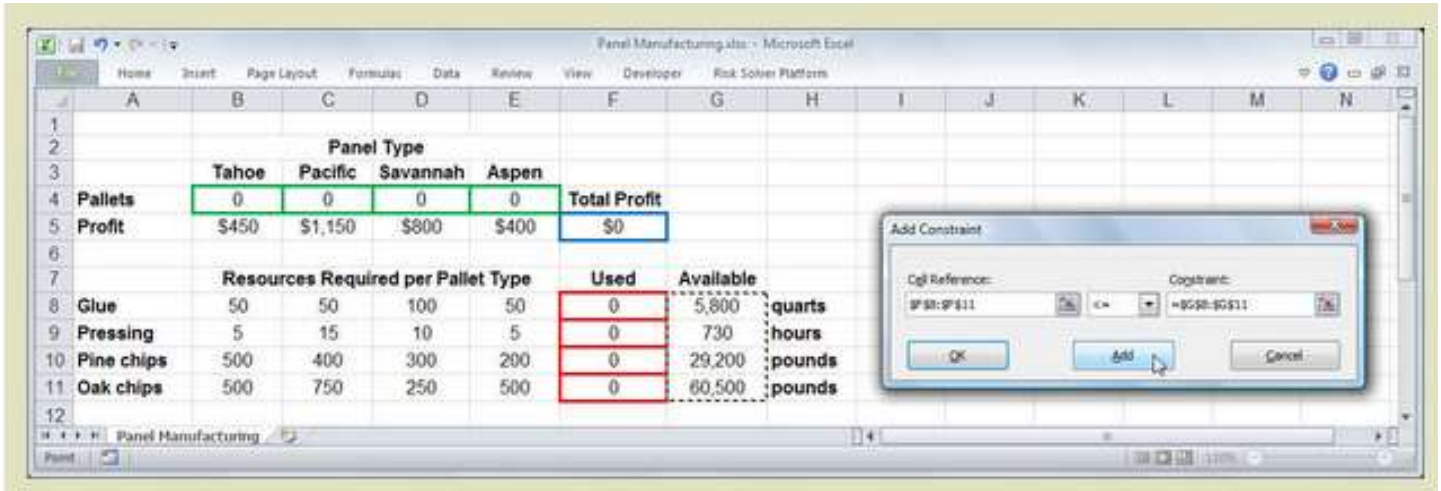 Panel Manufacturing.xlsx - Microsoft Excel
Home Insert Page Layout Formulas Data Review View Developer Risk Solver Platform
A B C D E F G H I J K L M N
1
2 Panel Type
3 Tahoe Pacific Savannah Aspen
4 Pallets 0 0 0 0 Total Profit
5 Profit $450 $1,150 $800 $400 $0
6
7 Resources Required per Pallet Type Used Available
8 Glue 50 50 100 50 0 5,800 quarts
9 Pressing 5 15 10 5 0 730 hours
10 Pine chips 500 400 300 200 0 29,200 pounds
11 Oak chips 500 750 250 500 0 60,500 pounds
12
Add Constraint
Cell Reference: Constraint:
$F$8:$F$11 <= =$G$8:$G$11
OK Add Cancel
Panel Manufacturing
Point 110%